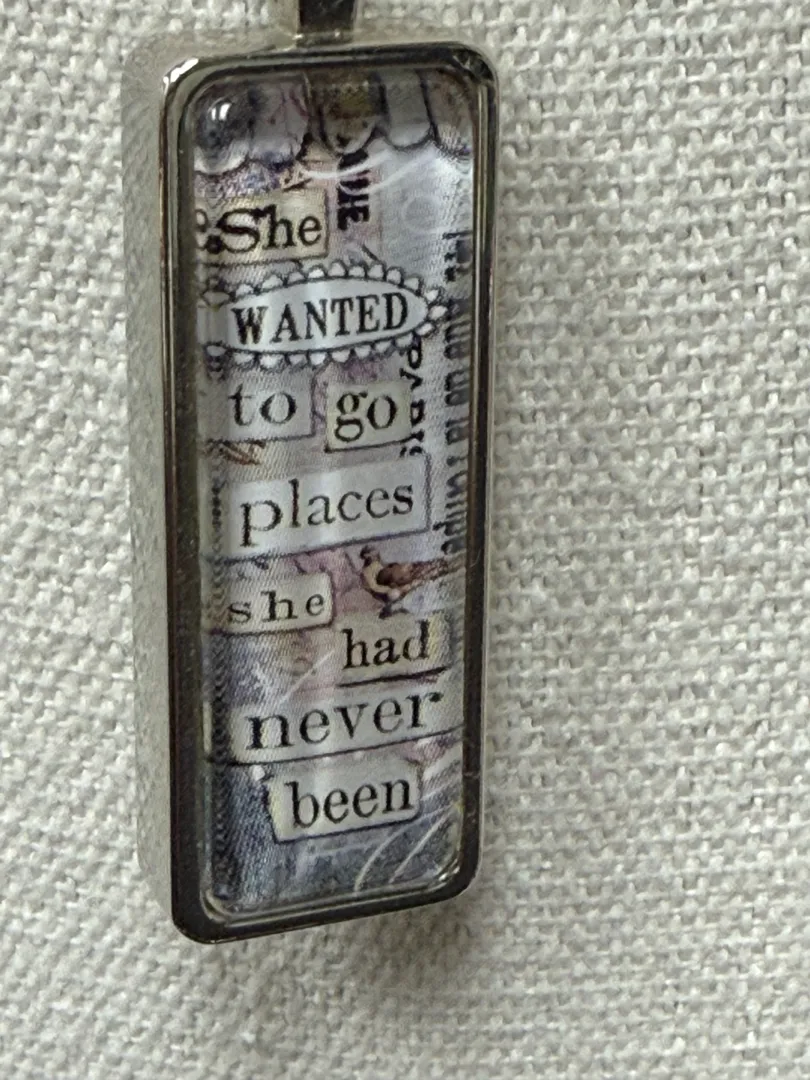 She
WANTED
to go
places
she
had
never
been